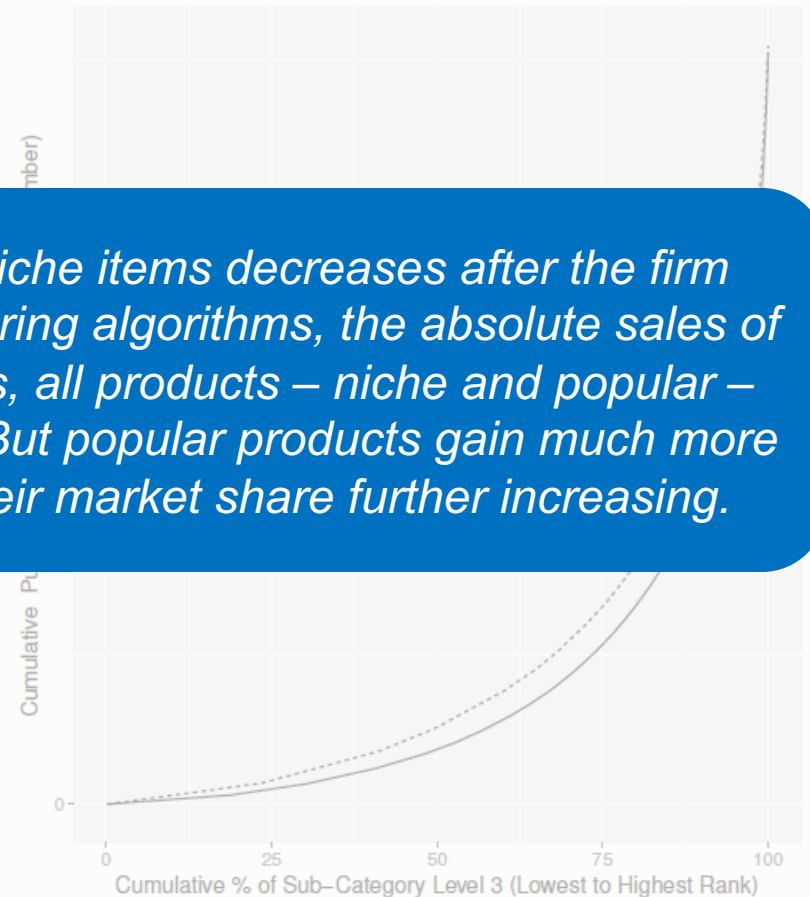 mber)
iche items decreases after the firm
ring algorithms, the absolute sales of
s, all products – niche and popular –
But popular products gain much more
eir market share further increasing.
Cumulative Pu
0
0 25 50 75 100
Cumulative % of Sub–Category Level 3 (Lowest to Highest Rank)